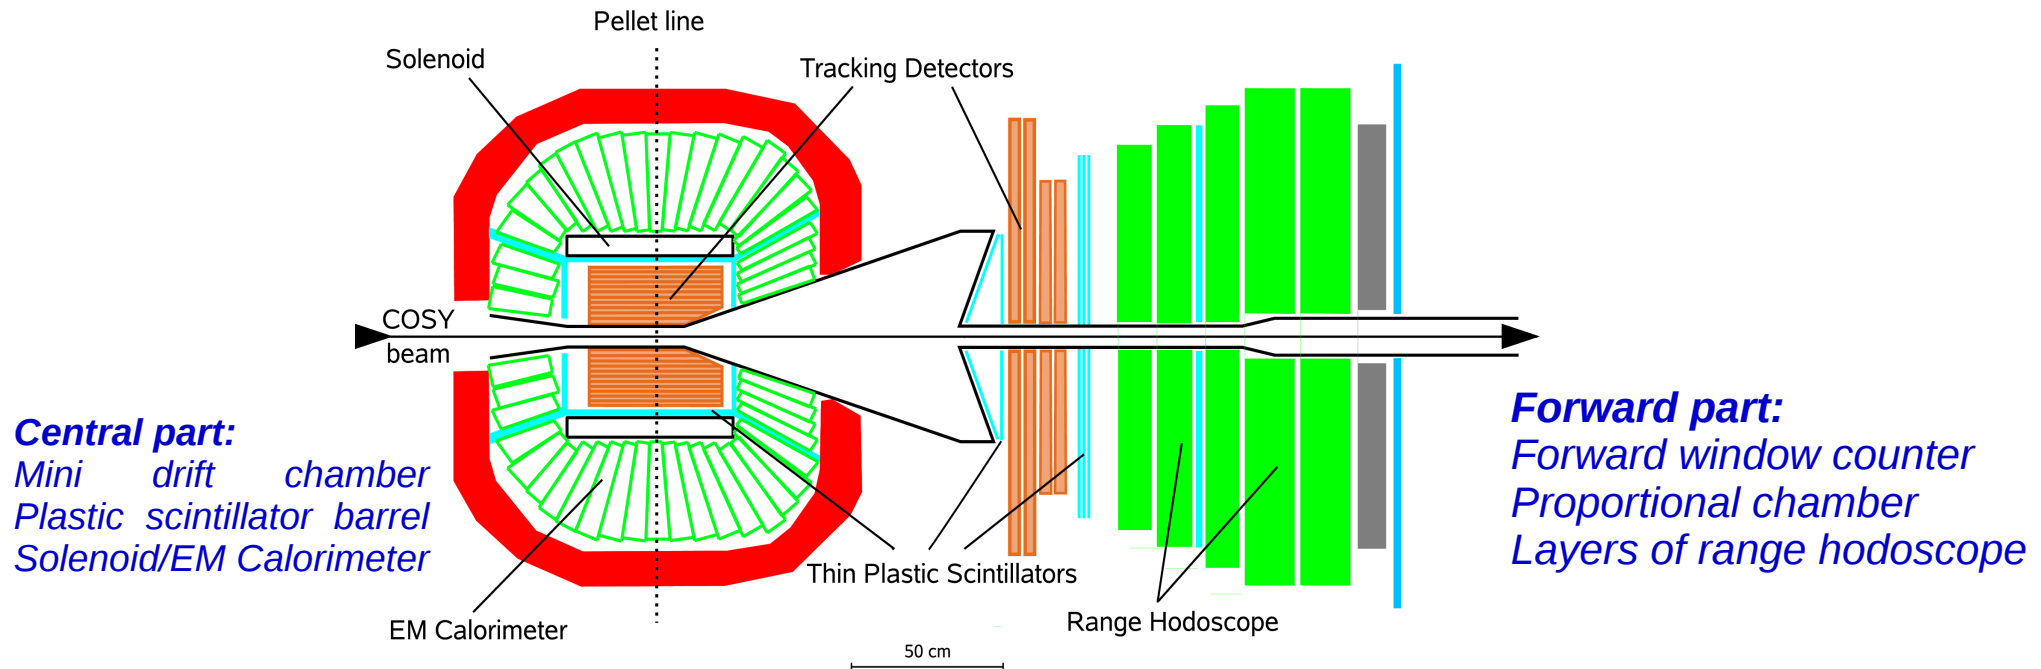 Pellet line
Solenoid
Tracking Detectors
COSY
beam
Central part:
Mini drift chamber
Plastic scintillator barrel
Solenoid/EM Calorimeter
Forward part:
Forward window counter
Proportional chamber
Layers of range hodoscope
Thin Plastic Scintillators
Range Hodoscope
EM Calorimeter
50 cm